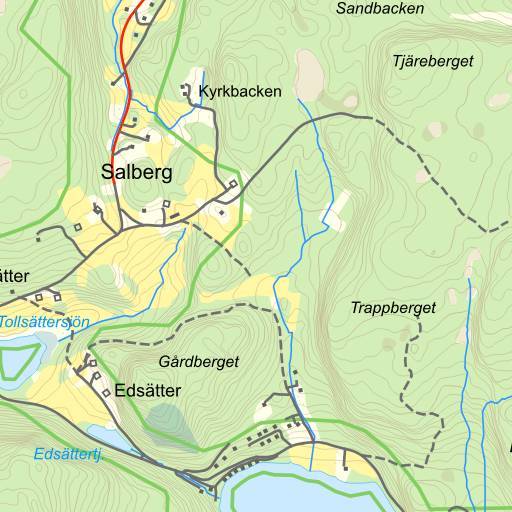 Sandbacken
Tjäreberget
Kyrkbacken
Salberg
ätter
Trappberget
Tollsättersjön
Gårdberget
Edsätter
Edsättertj.